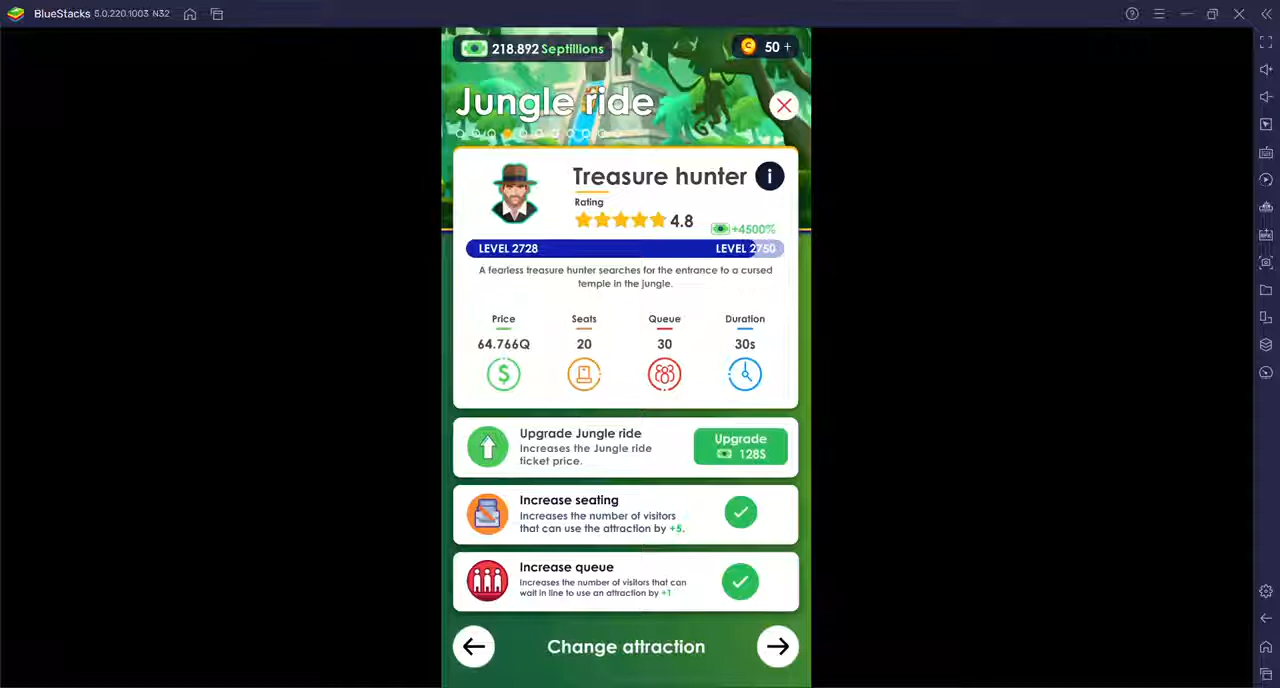 BlueStacks 5.0.220.1003 N32
218.892 Septillions
50 +
Jungle ride
Treasure hunter
i
Rating
4.8
+4500%
LEVEL 2728
LEVEL 2750
A fearless treasure hunter searches for the entrance to a cursed
temple in the jungle.
Price
Seats
Queue
Duration
64.766Q
20
30
30s
Upgrade Jungle ride
Increases the Jungle ride
ticket price.
Upgrade
128S
Increase seating
Increases the number of visitors
that can use the attraction by +5.
Increase queue
Increases the number of visitors that can
wait in line to use an attraction by +1
Change attraction